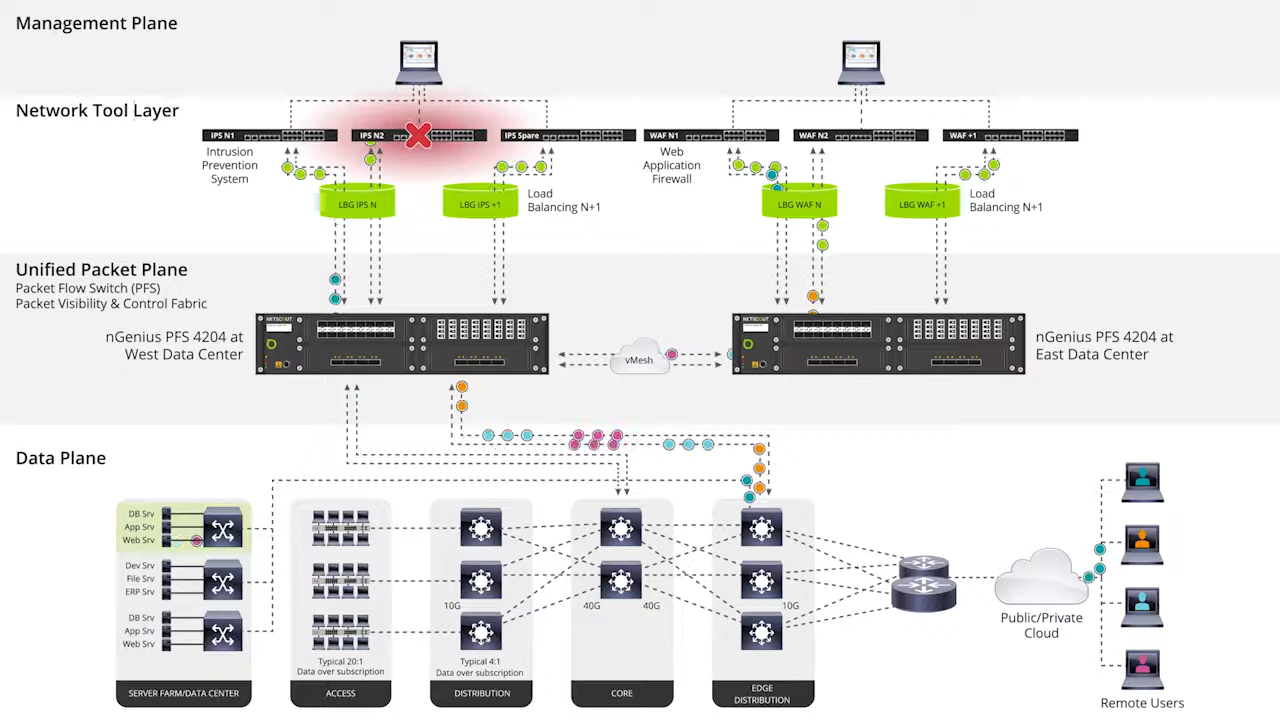 Management Plane
Network Tool Layer
IPS N1
IPS N2
IPS Spare
WAF N1
WAF N2
WAF +1
Intrusion
Prevention
System
Web
Application
Firewall
LBG IPS N
LBG IPS +1
Load
Balancing N+1
LBG WAF N
LBG WAF +1
Load
Balancing N+1
Unified Packet Plane
Packet Flow Switch (PFS)
Packet Visibility & Control Fabric
nGenius PFS 4204 at
West Data Center
NETSCOUT
vMesh
NETSCOUT
nGenius PFS 4204 at
East Data Center
Data Plane
DB Srv
App Srv
Web Srv
Dev Srv
File Srv
ERP Srv
DB Srv
App Srv
Web Srv
10G
40G
40G
10G
Typical 20:1
Data over subscription
Typical 4:1
Data over subscription
SERVER FARM/DATA CENTER
ACCESS
DISTRIBUTION
CORE
EDGE
DISTRIBUTION
Public/Private
Cloud
Remote Users